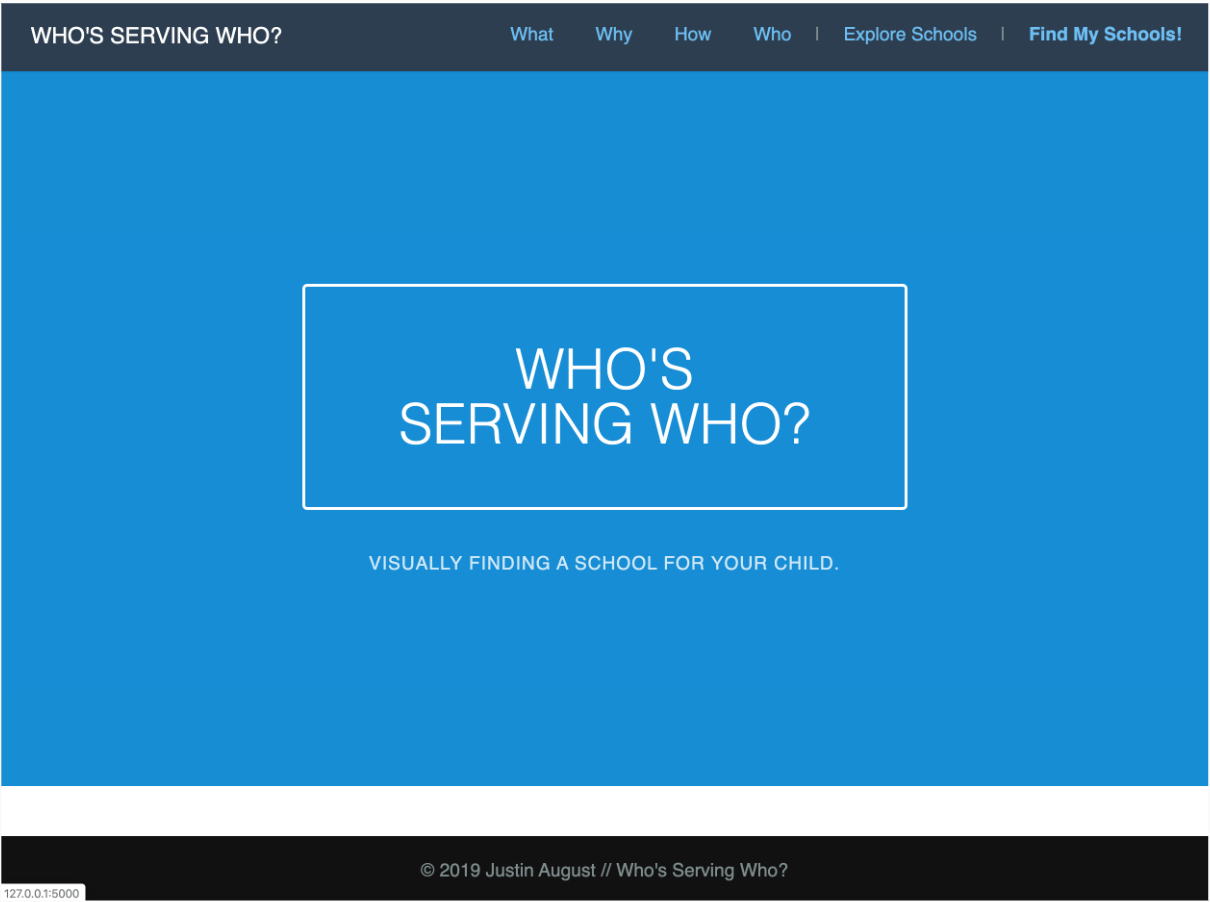 WHO'S SERVING WHO? What Why How Who | Explore Schools | Find My Schools!
WHO'S
SERVING WHO?
VISUALLY FINDING A SCHOOL FOR YOUR CHILD.
© 2019 Justin August // Who's Serving Who?
127.0.0.1:5000